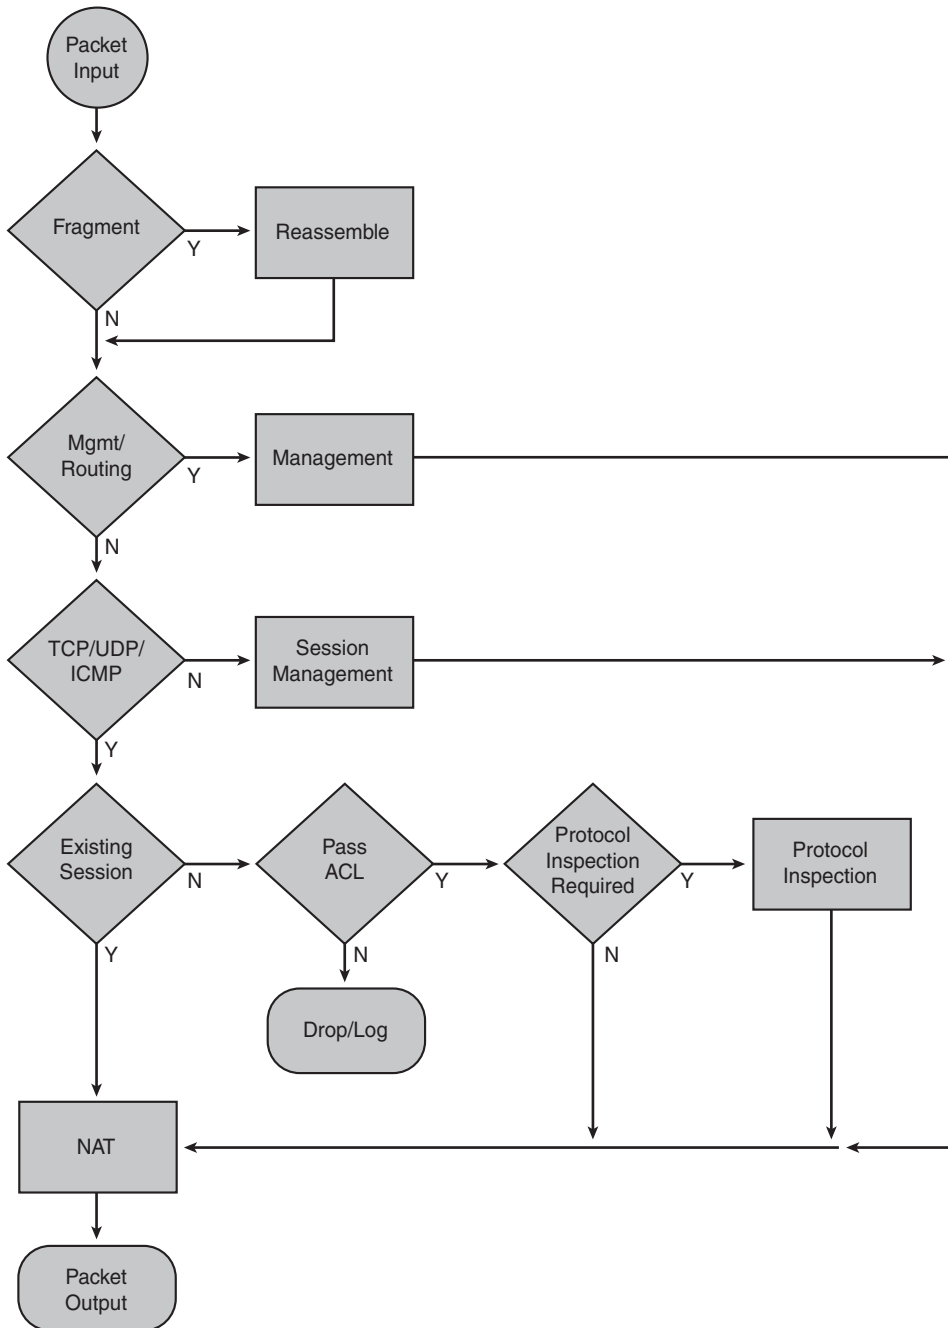 Packet
Input
Fragment
Y
Reassemble
N
Mgmt/
Routing
Y
Management
N
TCP/UDP/
ICMP
N
Session
Management
Y
Existing
Session
N
Pass
ACL
Y
Protocol
Inspection
Required
Y
Protocol
Inspection
Y
N
N
Drop/Log
NAT
Packet
Output